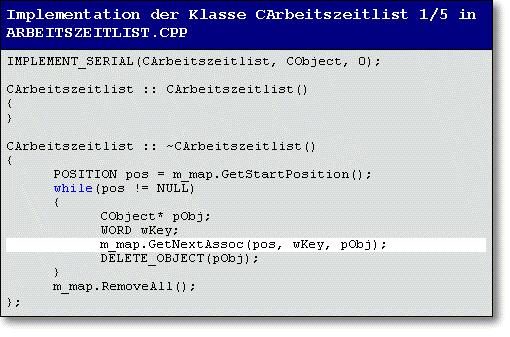 Implementation der Klasse CArbeitszeitlist 1/5 in
ARBEITSZEITLIST.CPP
IMPLEMENT_SERIAL(CArbeitszeitlist, CObject, 0);
CArbeitszeitlist :: CArbeitszeitlist()
{
}
CArbeitszeitlist :: ~CArbeitszeitlist()
{
POSITION pos = m_map.GetStartPosition();
while(pos != NULL)
{
CObject* pObj;
WORD wKey;
m_map.GetNextAssoc(pos, wKey, pObj);
DELETE_OBJECT(pObj);
}
m_map.RemoveAll();
};